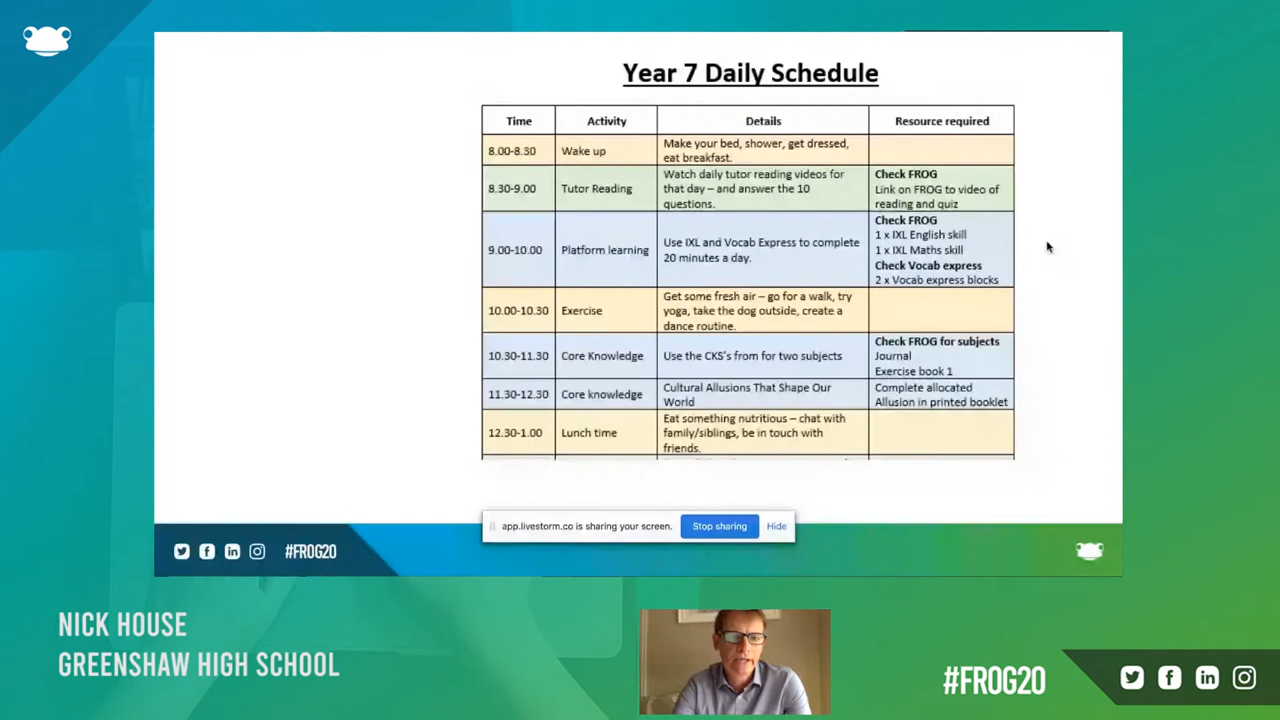 Year 7 Daily Schedule
Time Activity Details Resource required
8.00-8.30 Wake up Make your bed, shower, get dressed,
eat breakfast.
8.30-9.00 Tutor Reading Watch daily tutor reading videos for
that day – and answer the 10
questions.
Check FROG
Link on FROG to video of
reading and quiz
9.00-10.00 Platform learning Use IXL and Vocab Express to complete
20 minutes a day.
Check FROG
1 x IXL English skill
1 x IXL Maths skill
Check Vocab express
2 x Vocab express blocks
10.00-10.30 Exercise Get some fresh air – go for a walk, try
yoga, take the dog outside, create a
dance routine.
10.30-11.30 Core Knowledge Use the CKS's from for two subjects
Check FROG for subjects
Journal
Exercise book 1
11.30-12.30 Core knowledge Cultural Allusions That Shape Our
World
Complete allocated
Allusion in printed booklet
12.30-1.00 Lunch time Eat something nutritious – chat with
family/siblings, be in touch with
friends.
app.livestorm.co is sharing your screen. Stop sharing Hide
#FROG20
NICK HOUSE
GREENSHAW HIGH SCHOOL
#FROG20